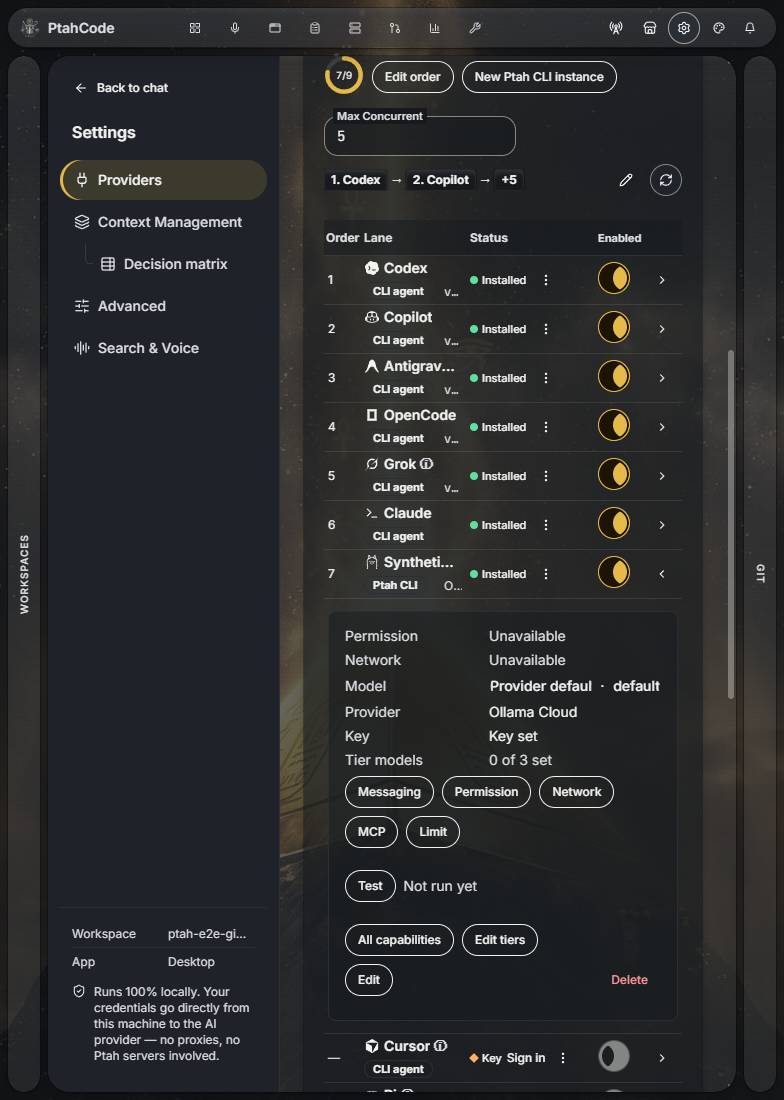 PtahCode
Back to chat
Settings
Providers
Context Management
Decision matrix
Advanced
Search & Voice
WORKSPACES
Workspace ptah-e2e-gi...
App Desktop
Runs 100% locally. Your
credentials go directly from
this machine to the AI
provider — no proxies, no
Ptah servers involved.
7/9 Edit order New Ptah CLI instance
Max Concurrent
5
1. Codex → 2. Copilot → +5
Order Lane Status Enabled
1 Codex Installed
CLI agent v...
2 Copilot Installed
CLI agent v...
3 Antigrav... Installed
CLI agent v...
4 OpenCode Installed
CLI agent v...
5 Grok Installed
CLI agent v...
6 Claude Installed
CLI agent
7 Syntheti... Installed
Ptah CLI O...
Permission Unavailable
Network Unavailable
Model Provider defaul · default
Provider Ollama Cloud
Key Key set
Tier models 0 of 3 set
Messaging Permission Network
MCP Limit
Test Not run yet
All capabilities Edit tiers
Edit Delete
— Cursor Key Sign in
CLI agent
GIT